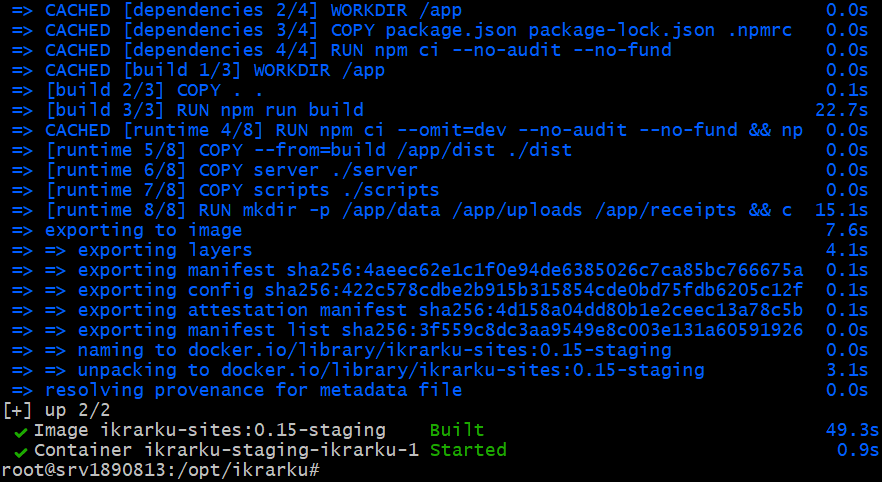 => CACHED [dependencies 2/4] WORKDIR /app 0.0s
=> CACHED [dependencies 3/4] COPY package.json package-lock.json .npmrc 0.0s
=> CACHED [dependencies 4/4] RUN npm ci --no-audit --no-fund 0.0s
=> CACHED [build 1/3] WORKDIR /app 0.0s
=> [build 2/3] COPY . . 0.1s
=> [build 3/3] RUN npm run build 22.7s
=> CACHED [runtime 4/8] RUN npm ci --omit=dev --no-audit --no-fund && np 0.0s
=> [runtime 5/8] COPY --from=build /app/dist ./dist 0.0s
=> [runtime 6/8] COPY server ./server 0.0s
=> [runtime 7/8] COPY scripts ./scripts 0.0s
=> [runtime 8/8] RUN mkdir -p /app/data /app/uploads /app/receipts && c 15.1s
=> exporting to image 7.6s
=> => exporting layers 4.1s
=> => exporting manifest sha256:4aeec62e1c1f0e94de6385026c7ca85bc766675a 0.1s
=> => exporting config sha256:422c578cdbe2b915b315854cde0bd75fdb6205c12f 0.1s
=> => exporting attestation manifest sha256:4d158a04dd80b1e2ceec13a78c5b 0.1s
=> => exporting manifest list sha256:3f559c8dc3aa9549e8c003e131a60591926 0.0s
=> => naming to docker.io/library/ikrarku-sites:0.15-staging 0.0s
=> => unpacking to docker.io/library/ikrarku-sites:0.15-staging 3.1s
=> resolving provenance for metadata file 0.0s
[+] up 2/2
✔ Image ikrarku-sites:0.15-staging Built 49.3s
✔ Container ikrarku-staging-ikrarku-1 Started 0.9s
root@srv1890813:/opt/ikrarku#